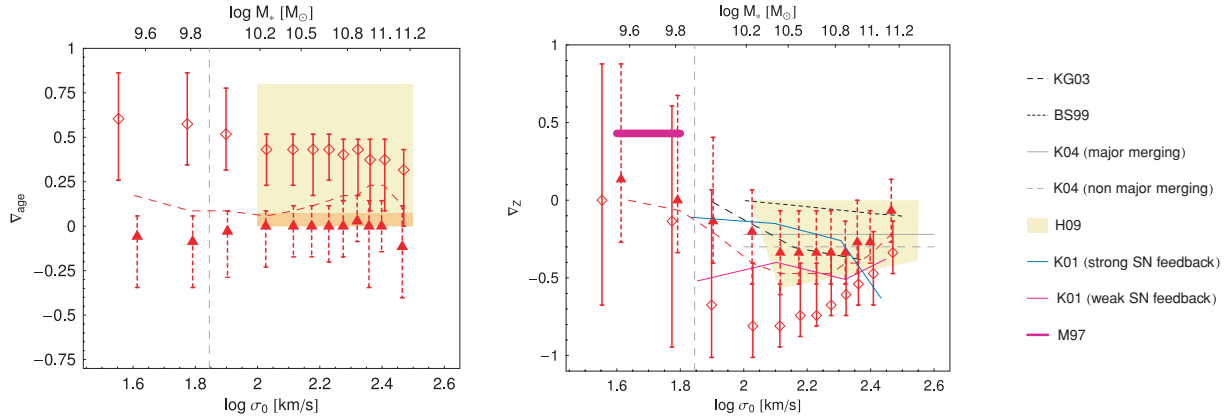 log M* [M⊙]
9.6 9.8 10.2 10.5 10.8 11. 11.2
1
0.75
0.5
0.25
0
−0.25
−0.5
−0.75
∇age
1.6 1.8 2 2.2 2.4 2.6
log σ0 [km/s]
log M* [M⊙]
9.6 9.8 10.2 10.5 10.8 11. 11.2
1
0.5
0
−0.5
−1
∇Z
1.6 1.8 2 2.2 2.4 2.6
log σ0 [km/s]
KG03
BS99
K04 (major merging)
K04 (non major merging)
H09
K01 (strong SN feedback)
K01 (weak SN feedback)
M97